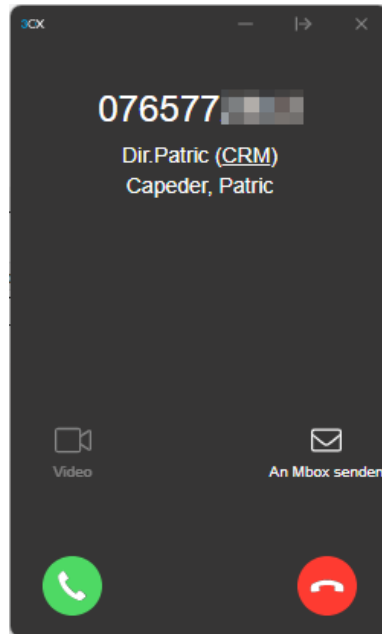 3CX
076577
Dir.Patric (CRM)
Capeder, Patric
Video
An Mbox senden